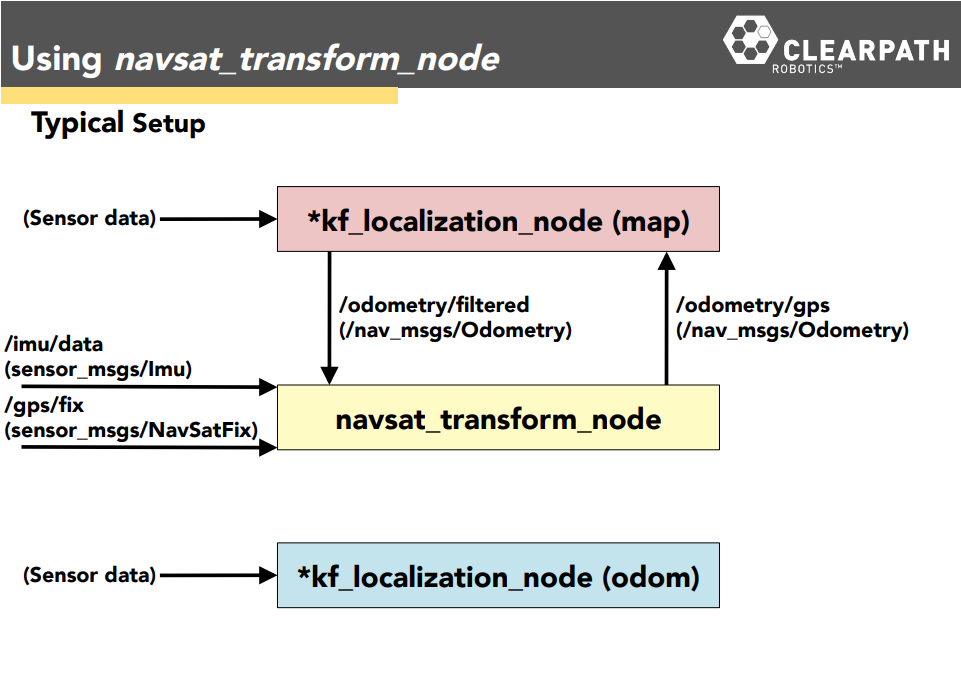 Using navsat_transform_node
CLEARPATH
ROBOTICS™
Typical Setup
(Sensor data)
*kf_localization_node (map)
/odometry/filtered
(/nav_msgs/Odometry)
/odometry/gps
(/nav_msgs/Odometry)
/imu/data
(sensor_msgs/Imu)
/gps/fix
(sensor_msgs/NavSatFix)
navsat_transform_node
(Sensor data)
*kf_localization_node (odom)